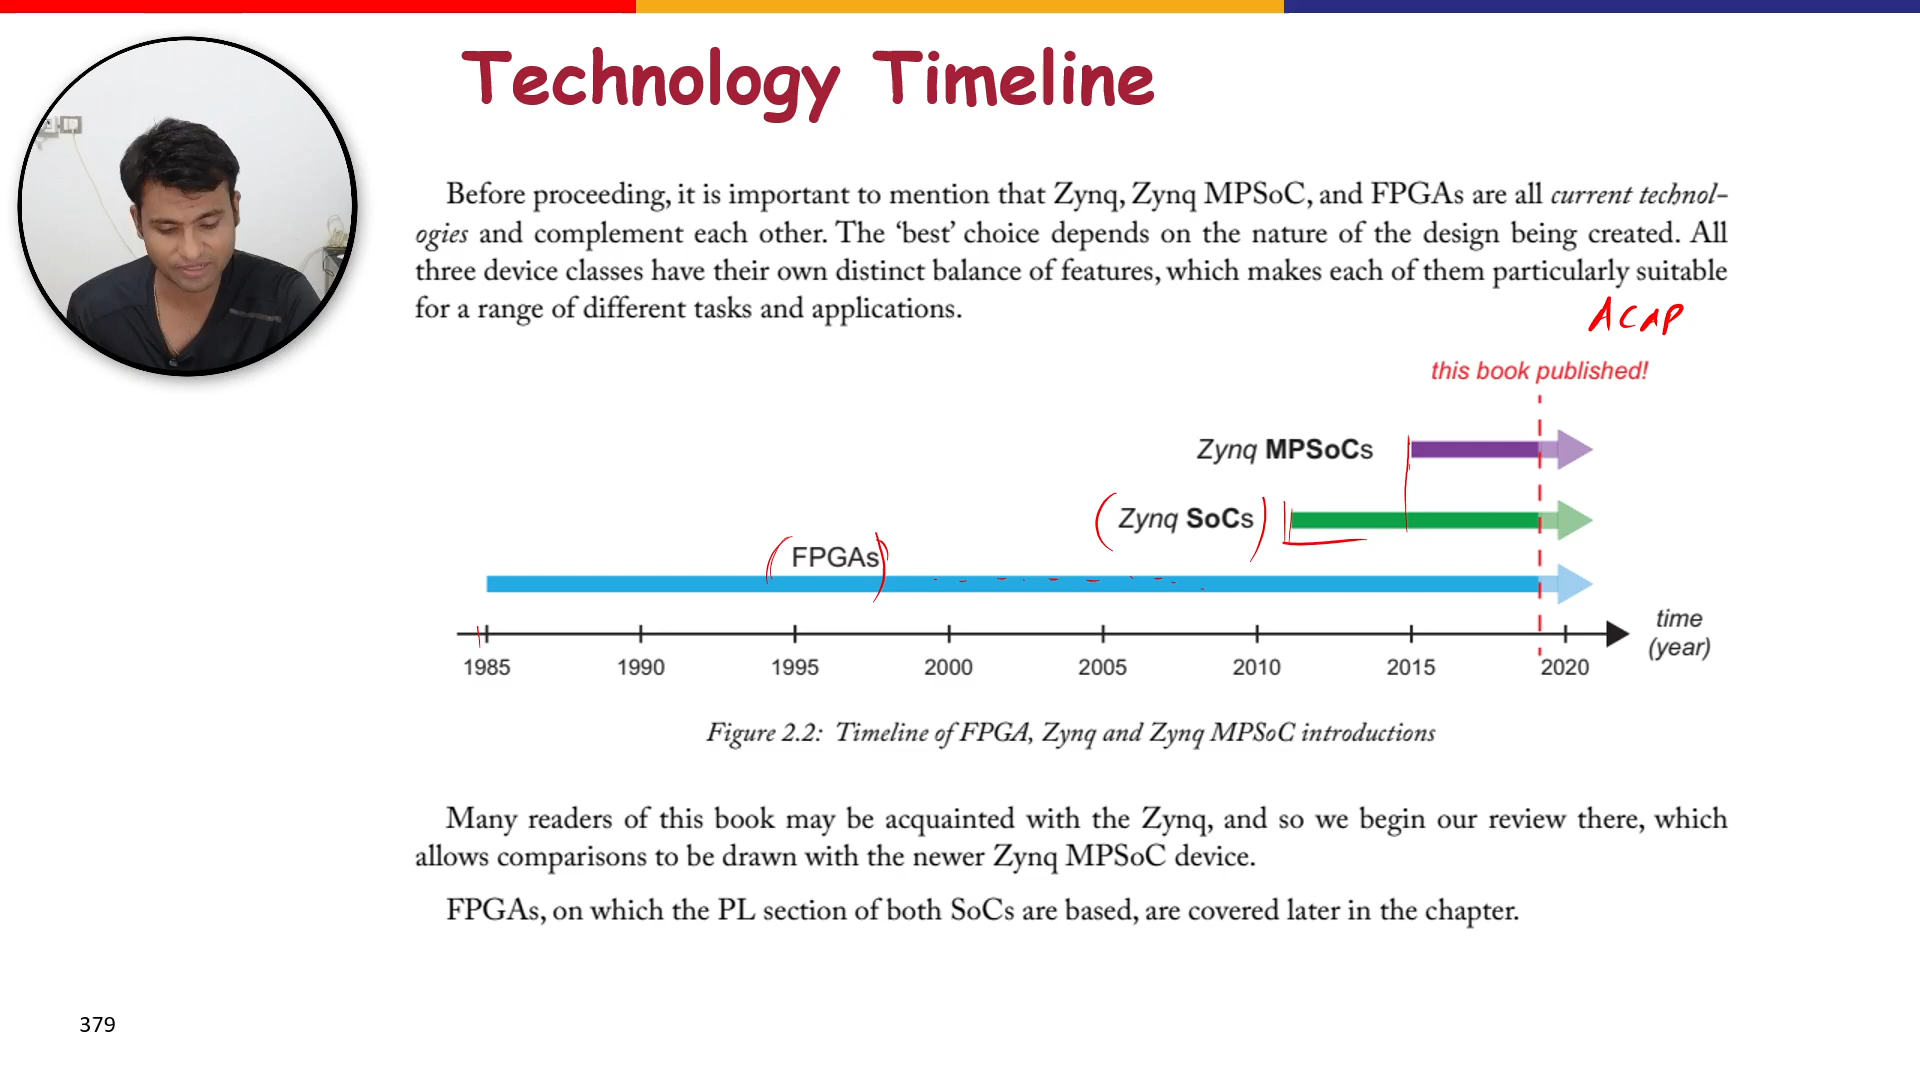 Technology Timeline
Before proceeding, it is important to mention that Zynq, Zynq MPSoC, and FPGAs are all current technol-
ogies and complement each other. The ‘best’ choice depends on the nature of the design being created. All
three device classes have their own distinct balance of features, which makes each of them particularly suitable
for a range of different tasks and applications.
ACAP
this book published!
Zynq MPSoCs
Zynq SoCs
FPGAs
time
(year)
1985 1990 1995 2000 2005 2010 2015 2020
Figure 2.2: Timeline of FPGA, Zynq and Zynq MPSoC introductions
Many readers of this book may be acquainted with the Zynq, and so we begin our review there, which
allows comparisons to be drawn with the newer Zynq MPSoC device.
FPGAs, on which the PL section of both SoCs are based, are covered later in the chapter.
379